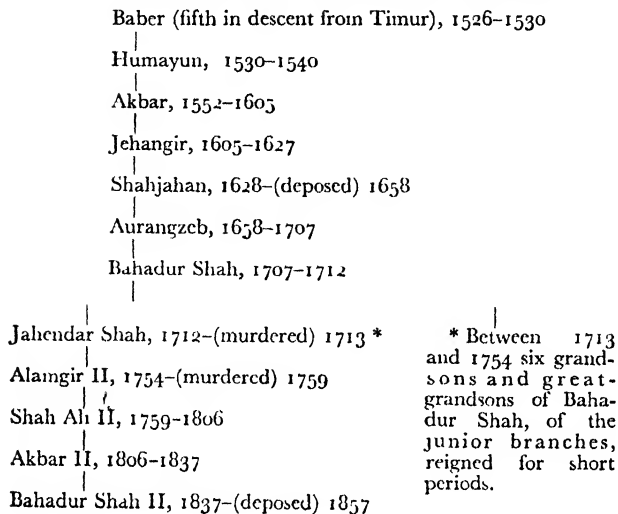 Baber (fifth in descent from Timur), 1526–1530
Humayun, 1530–1540
Akbar, 1552–1605
Jehangir, 1605–1627
Shahjahan, 1628–(deposed) 1658
Aurangzeb, 1658–1707
Bahadur Shah, 1707–1712
Jahendar Shah, 1712–(murdered) 1713 *
Alamgir II, 1754–(murdered) 1759
Shah Ali II, 1759–1806
Akbar II, 1806–1837
Bahadur Shah II, 1837–(deposed) 1857
* Between 1713
and 1754 six grand-
sons and great-
grandsons of Baha-
dur Shah, of the
junior branches,
reigned for short
periods.